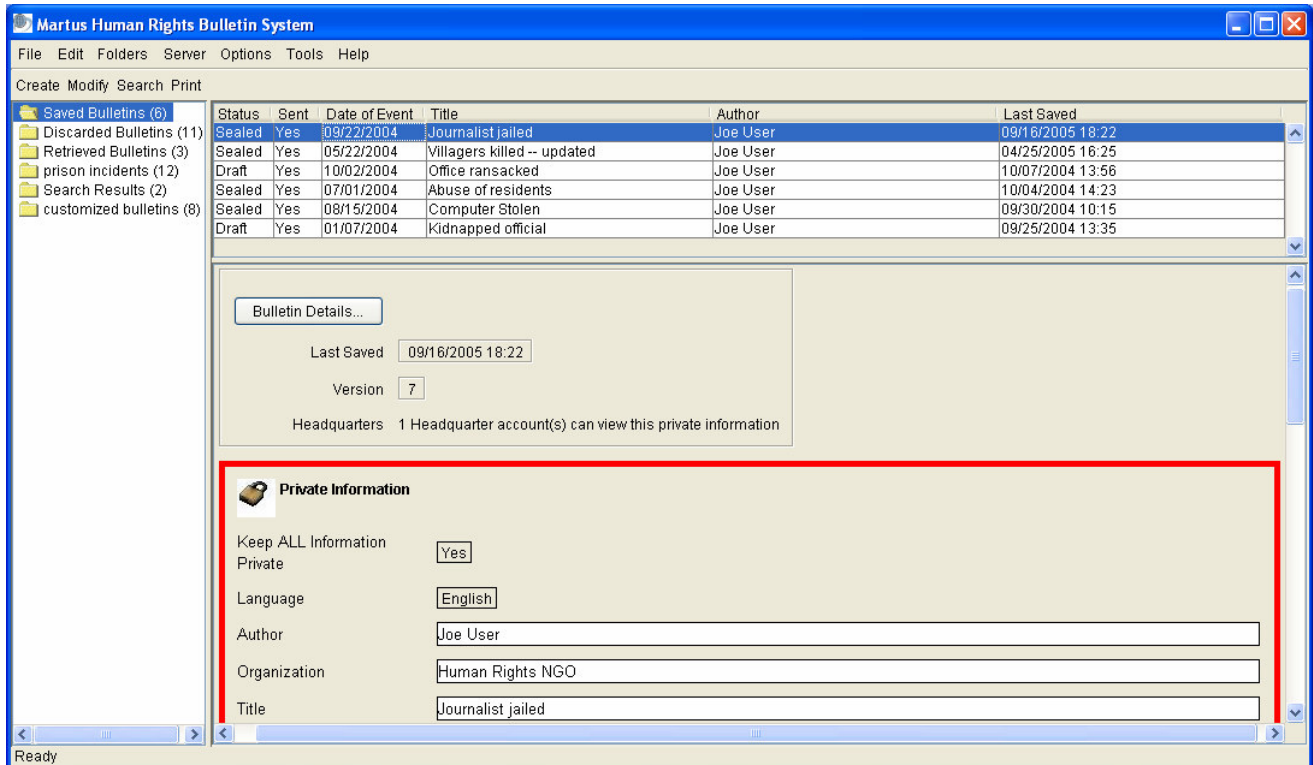 Martus Human Rights Bulletin System
File Edit Folders Server Options Tools Help
Create Modify Search Print
Saved Bulletins (6)
Discarded Bulletins (11)
Retrieved Bulletins (3)
prison incidents (12)
Search Results (2)
customized bulletins (8)
Status Sent Date of Event Title Author Last Saved
Sealed Yes 09/22/2004 Journalist jailed Joe User 09/16/2005 18:22
Sealed Yes 05/22/2004 Villagers killed -- updated Joe User 04/25/2005 16:25
Draft Yes 10/02/2004 Office ransacked Joe User 10/07/2004 13:56
Sealed Yes 07/01/2004 Abuse of residents Joe User 10/04/2004 14:23
Sealed Yes 08/15/2004 Computer Stolen Joe User 09/30/2004 10:15
Draft Yes 01/07/2004 Kidnapped official Joe User 09/25/2004 13:35
Bulletin Details...
Last Saved 09/16/2005 18:22
Version 7
Headquarters 1 Headquarter account(s) can view this private information
Private Information
Keep ALL Information
Private Yes
Language English
Author Joe User
Organization Human Rights NGO
Title Journalist jailed
Ready